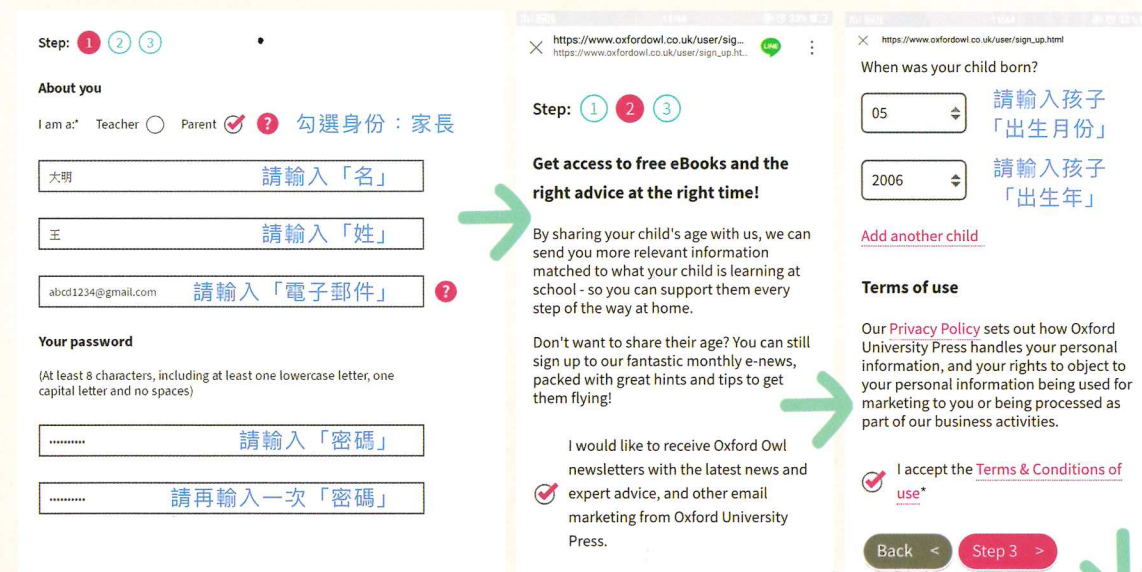 Step: 1 2 3
About you
I am a:* Teacher Parent ? 勾選身份：家長
大明 請輸入「名」
王 請輸入「姓」
abcd1234@gmail.com 請輸入「電子郵件」 ?
Your password
(At least 8 characters, including at least one lowercase letter, one
capital letter and no spaces)
•••••••••• 請輸入「密碼」
•••••••••• 請再輸入一次「密碼」
https://www.oxfordowl.co.uk/user/sig...
https://www.oxfordowl.co.uk/user/sign_up.ht..
LINE
Step: 1 2 3
Get access to free eBooks and the
right advice at the right time!
By sharing your child's age with us, we can
send you more relevant information
matched to what your child is learning at
school - so you can support them every
step of the way at home.
Don't want to share their age? You can still
sign up to our fantastic monthly e-news,
packed with great hints and tips to get
them flying!
I would like to receive Oxford Owl
newsletters with the latest news and
expert advice, and other email
marketing from Oxford University
Press.
https://www.oxfordowl.co.uk/user/sign_up.html
When was your child born?
05 請輸入孩子
「出生月份」
2006 請輸入孩子
「出生年」
Add another child
Terms of use
Our Privacy Policy sets out how Oxford
University Press handles your personal
information, and your rights to object to
your personal information being used for
marketing to you or being processed as
part of our business activities.
I accept the Terms & Conditions of
use*
Back <
Step 3 >